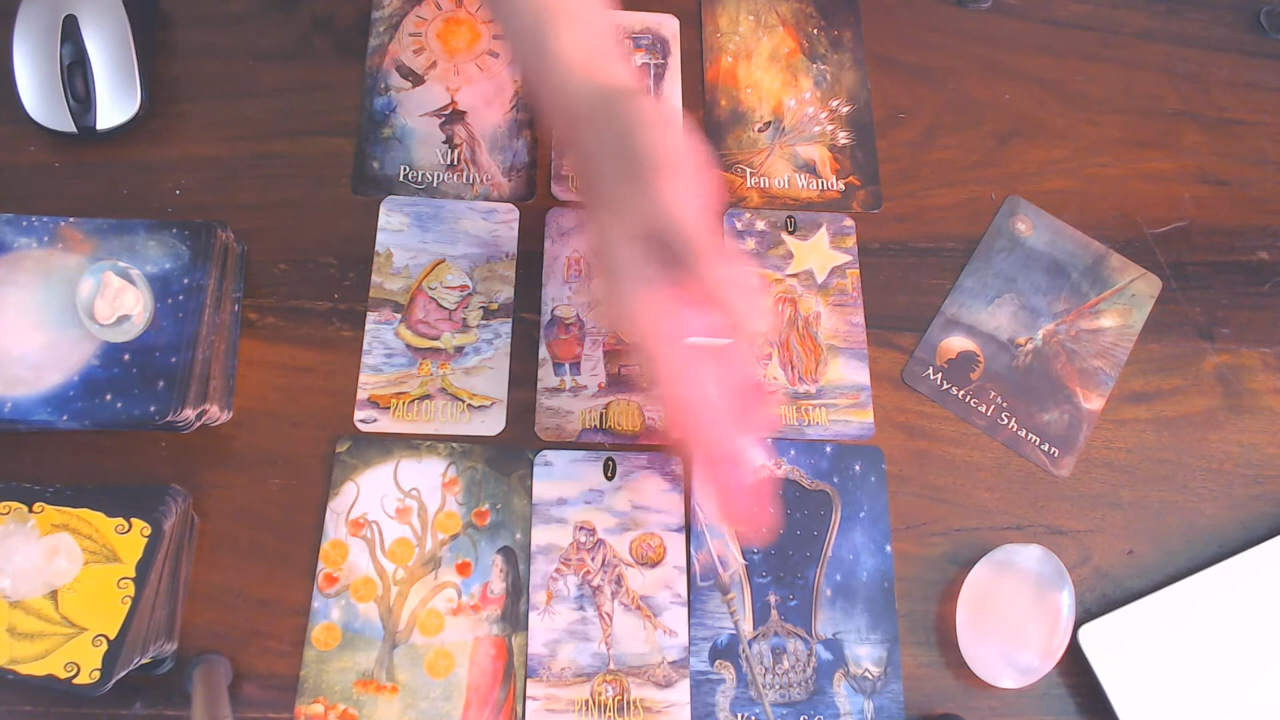 XII
Perspective
Ten of Wands
PAGE OF CUPS
PENTACLES
THE STAR
The
Mystical Shaman
2
PENTACLES